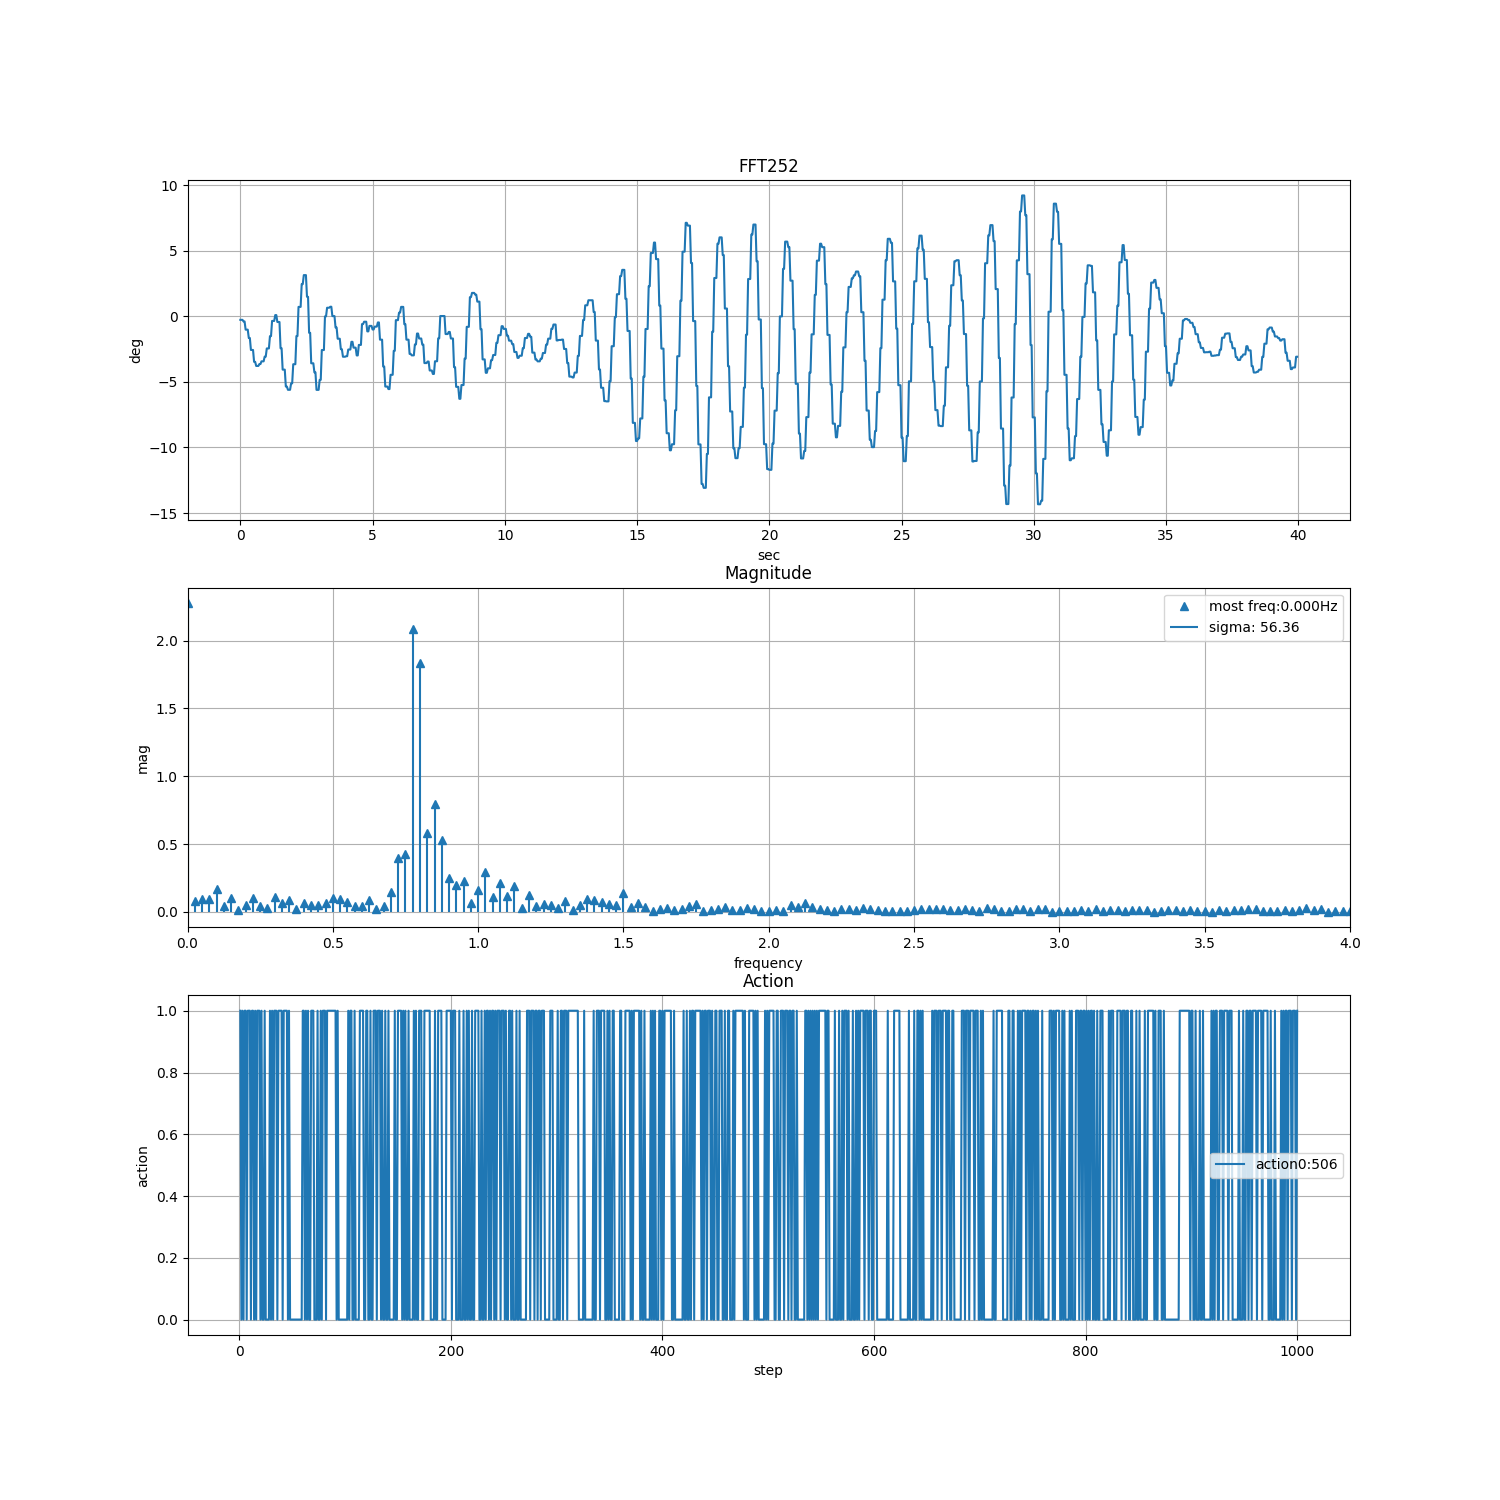 FFT252
10
5
0
−5
−10
−15
deg
0 5 10 15 20 25 30 35 40
sec
Magnitude
most freq:0.000Hz
sigma: 56.36
2.0
1.5
1.0
0.5
0.0
mag
0.0 0.5 1.0 1.5 2.0 2.5 3.0 3.5 4.0
frequency
Action
1.0
0.8
0.6
0.4
0.2
0.0
action
action0:506
0 200 400 600 800 1000
step